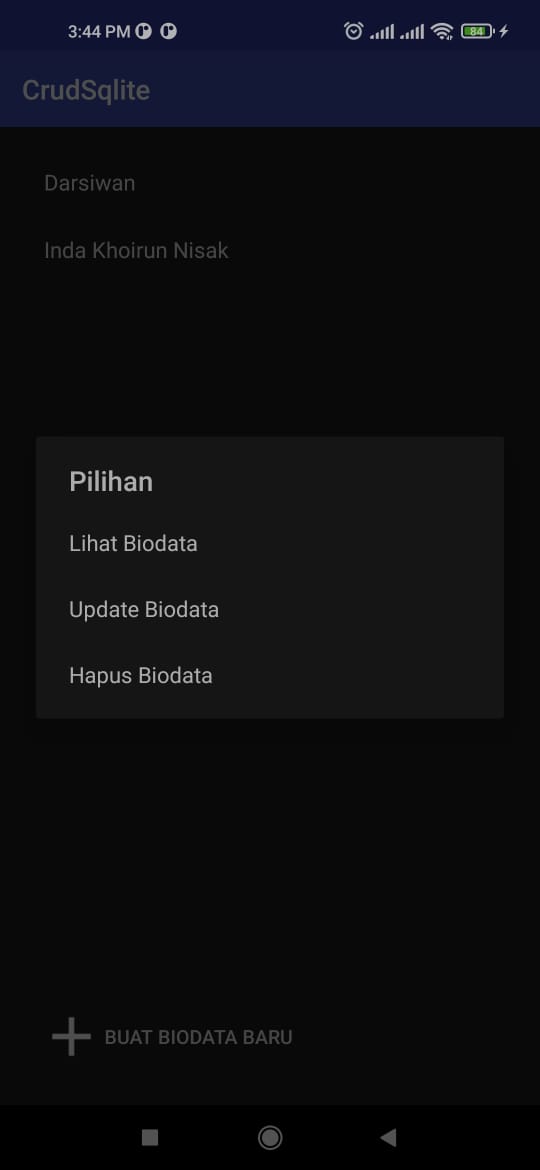 3:44 PM
84
CrudSqlite
Darsiwan
Inda Khoirun Nisak
Pilihan
Lihat Biodata
Update Biodata
Hapus Biodata
BUAT BIODATA BARU